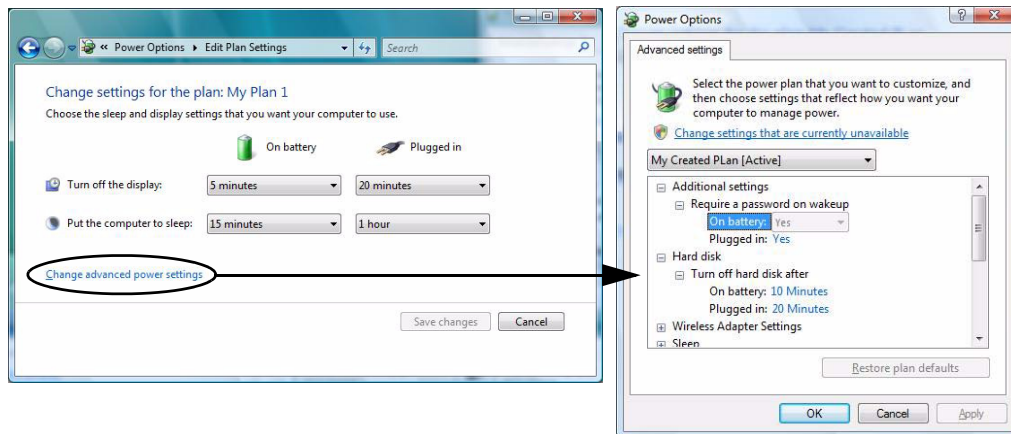 « Power Options ▸ Edit Plan Settings
Search
Change settings for the plan: My Plan 1
Choose the sleep and display settings that you want your computer to use.
On battery Plugged in
Turn off the display: 5 minutes 20 minutes
Put the computer to sleep: 15 minutes 1 hour
Change advanced power settings
Save changes Cancel
Power Options
Advanced settings
Select the power plan that you want to customize, and
then choose settings that reflect how you want your
computer to manage power.
Change settings that are currently unavailable
My Created PLan [Active]
Additional settings
Require a password on wakeup
On battery: Yes
Plugged in: Yes
Hard disk
Turn off hard disk after
On battery: 10 Minutes
Plugged in: 20 Minutes
Wireless Adapter Settings
Sleep
Restore plan defaults
OK Cancel Apply